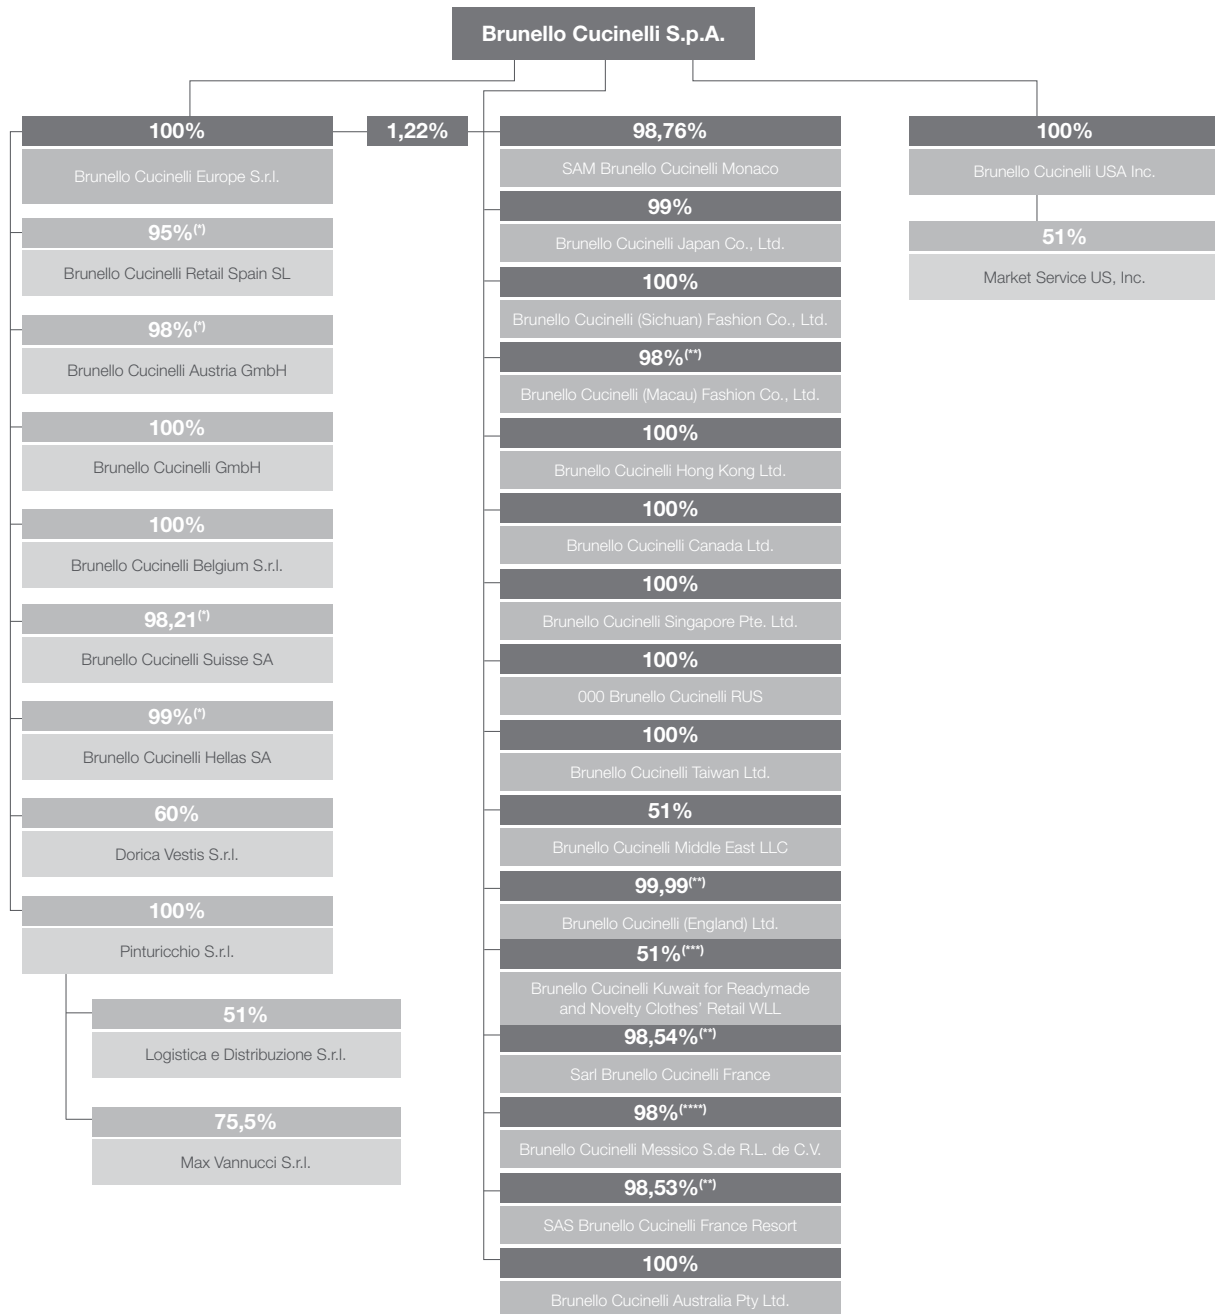 Brunello Cucinelli S.p.A.
100%
Brunello Cucinelli Europe S.r.l.
95%(*)
Brunello Cucinelli Retail Spain SL
98%(*)
Brunello Cucinelli Austria GmbH
100%
Brunello Cucinelli GmbH
100%
Brunello Cucinelli Belgium S.r.l.
98,21(*)
Brunello Cucinelli Suisse SA
99%(*)
Brunello Cucinelli Hellas SA
60%
Dorica Vestis S.r.l.
100%
Pinturicchio S.r.l.
51%
Logistica e Distribuzione S.r.l.
75,5%
Max Vannucci S.r.l.
1,22%
98,76%
SAM Brunello Cucinelli Monaco
99%
Brunello Cucinelli Japan Co., Ltd.
100%
Brunello Cucinelli (Sichuan) Fashion Co., Ltd.
98%(**)
Brunello Cucinelli (Macau) Fashion Co., Ltd.
100%
Brunello Cucinelli Hong Kong Ltd.
100%
Brunello Cucinelli Canada Ltd.
100%
Brunello Cucinelli Singapore Pte. Ltd.
100%
000 Brunello Cucinelli RUS
100%
Brunello Cucinelli Taiwan Ltd.
51%
Brunello Cucinelli Middle East LLC
99,99(**)
Brunello Cucinelli (England) Ltd.
51%(***)
Brunello Cucinelli Kuwait for Readymade
and Novelty Clothes’ Retail WLL
98,54%(**)
Sarl Brunello Cucinelli France
98%(****)
Brunello Cucinelli Messico S.de R.L. de C.V.
98,53%(**)
SAS Brunello Cucinelli France Resort
100%
Brunello Cucinelli Australia Pty Ltd.
100%
Brunello Cucinelli USA Inc.
51%
Market Service US, Inc.